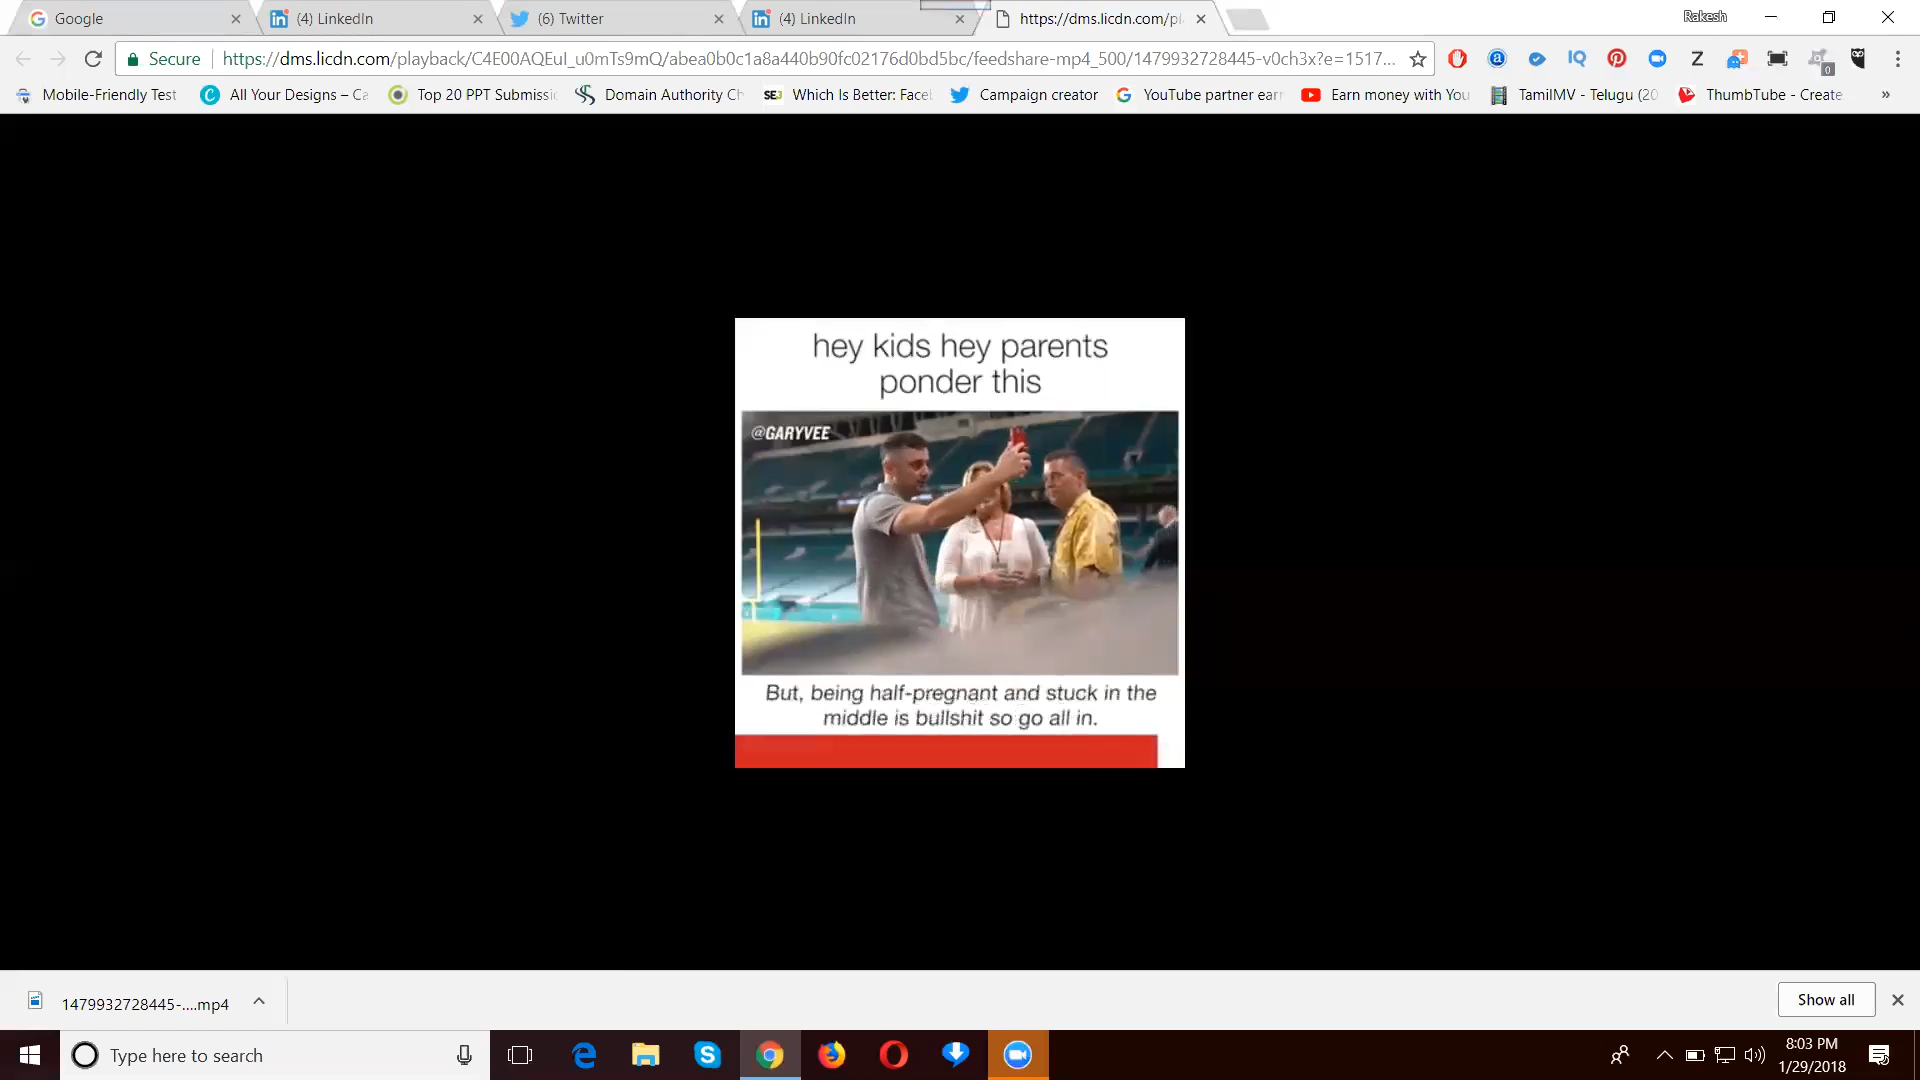 Google
(4) LinkedIn
(6) Twitter
(4) LinkedIn
https://dms.licdn.com/pl
Rakesh
Secure
https://dms.licdn.com/playback/C4E00AQEuI_u0mTs9mQ/abea0b0c1a8a440b90fc02176d0bd5bc/feedshare-mp4_500/1479932728445-v0ch3x?e=1517...
Mobile-Friendly Test
All Your Designs – Ca
Top 20 PPT Submissic
Domain Authority Ch
SEJ
Which Is Better: Facel
Campaign creator
YouTube partner earr
Earn money with You
TamilMV - Telugu (20
ThumbTube - Create
»
hey kids hey parents
ponder this
@GARYVEE
But, being half-pregnant and stuck in the
middle is bullshit so go all in.
1479932728445-....mp4
Show all
Type here to search
8:03 PM
1/29/2018